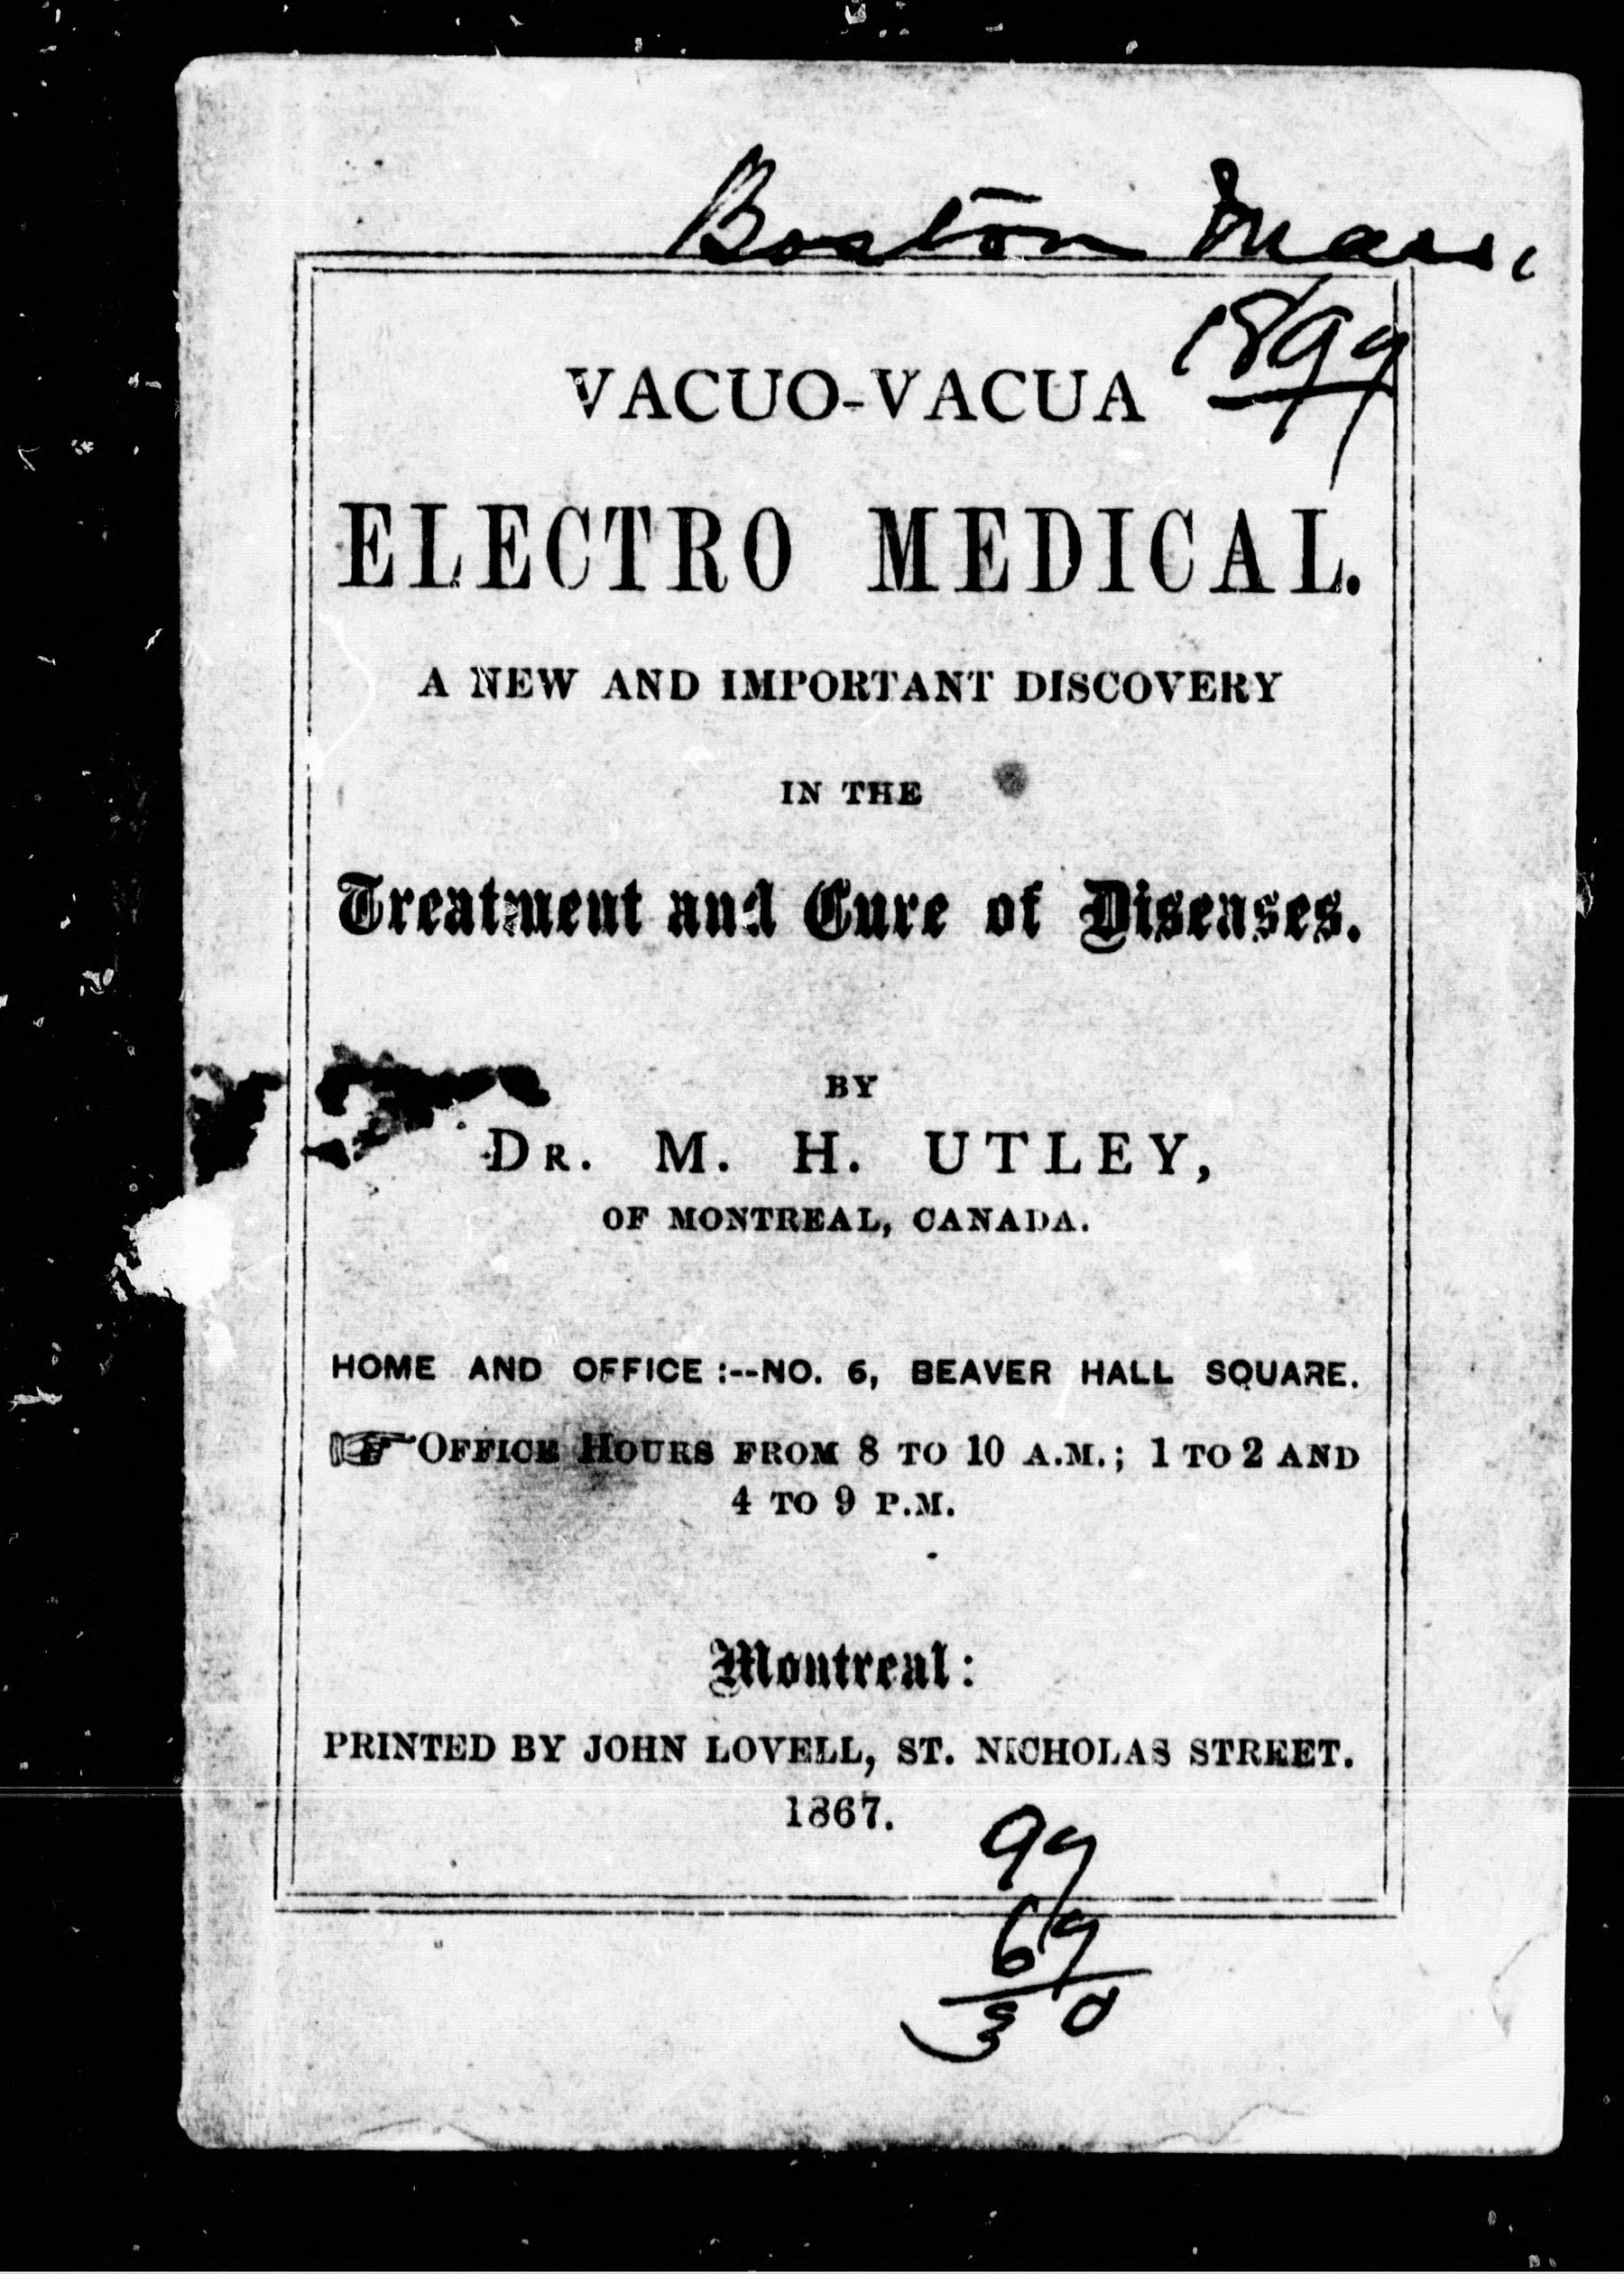 Boston Mass,
1899
VACUO-VACUA
ELECTRO MEDICAL.
A NEW AND IMPORTANT DISCOVERY
IN THE
Treatment and Cure of Diseases.
BY
DR. M. H. UTLEY,
OF MONTREAL, CANADA.
HOME AND OFFICE :--NO. 6, BEAVER HALL SQUARE.
☞ OFFICE HOURS FROM 8 TO 10 A.M.; 1 TO 2 AND
4 TO 9 P.M.
Montreal:
PRINTED BY JOHN LOVELL, ST. NICHOLAS STREET.
1867.
99
69
30